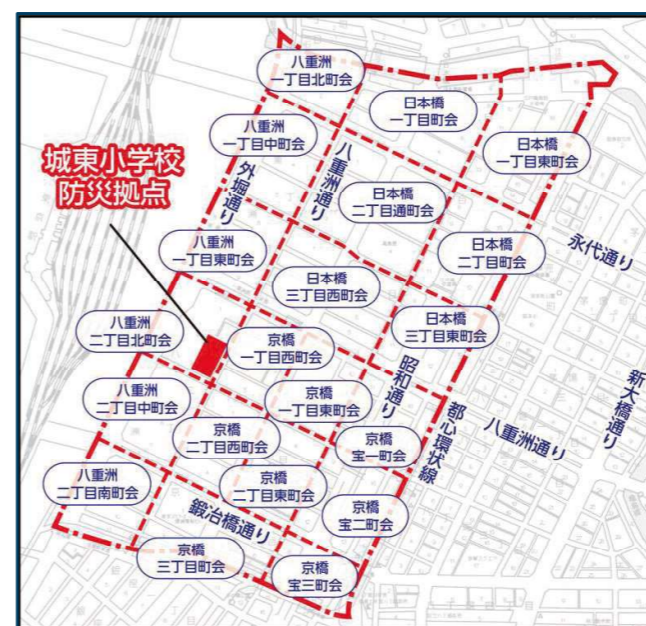 八重洲
一丁目北町会
日本橋
一丁目町会
八重洲
一丁目中町会
日本橋
一丁目東町会
城東小学校
防災拠点
外堀通り
八重洲通り
日本橋
二丁目通町会
永代通り
八重洲
一丁目東町会
日本橋
二丁目町会
日本橋
三丁目西町会
日本橋
三丁目東町会
八重洲
二丁目北町会
京橋
一丁目西町会
昭和通り
新大橋通り
八重洲
二丁目中町会
京橋
一丁目東町会
都心環状線
八重洲通り
京橋
二丁目西町会
京橋
宝一町会
八重洲
二丁目南町会
京橋
二丁目東町会
京橋
宝二町会
鍛冶橋通り
京橋
三丁目町会
京橋
宝三町会